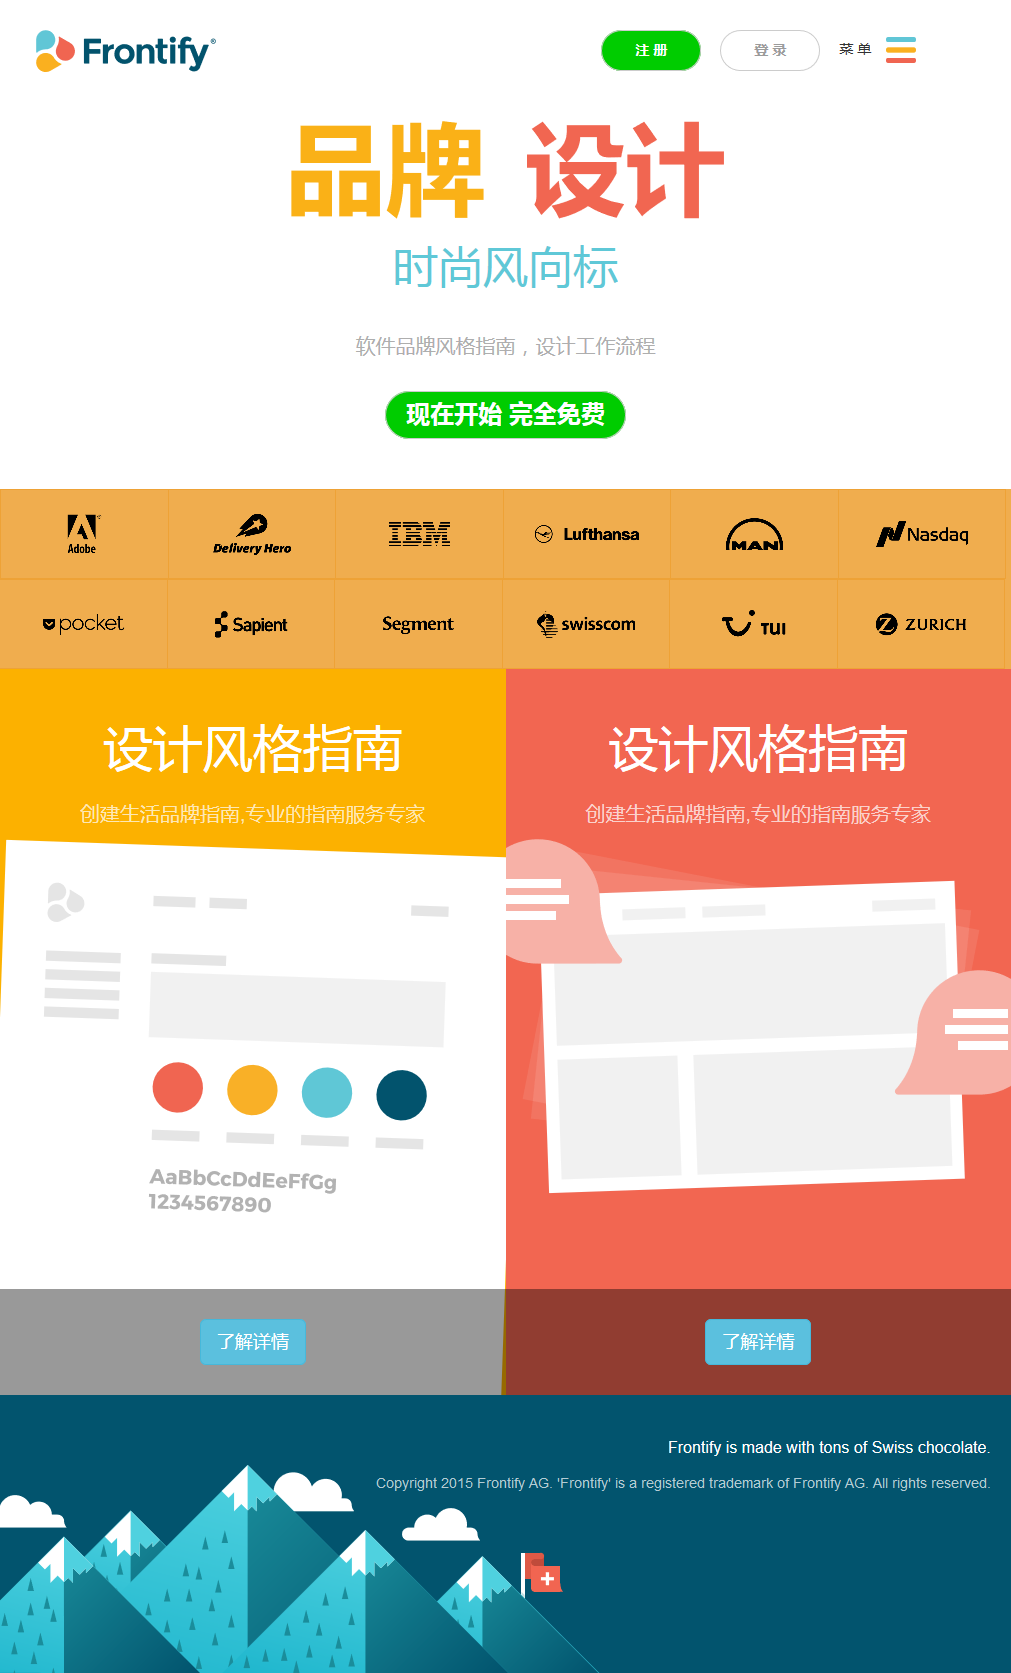 Frontify®
注 册
登 录
菜 单
品牌 设计
时尚风向标
软件品牌风格指南，设计工作流程
现在开始 完全免费
Adobe
Delivery Hero
IBM
Lufthansa
MAN
Nasdaq
pocket
Sapient
Segment
swisscom
TUI
ZURICH
设计风格指南
创建生活品牌指南,专业的指南服务专家
AaBbCcDdEeFfGg
1234567890
了解详情
设计风格指南
创建生活品牌指南,专业的指南服务专家
了解详情
Frontify is made with tons of Swiss chocolate.
Copyright 2015 Frontify AG. 'Frontify' is a registered trademark of Frontify AG. All rights reserved.